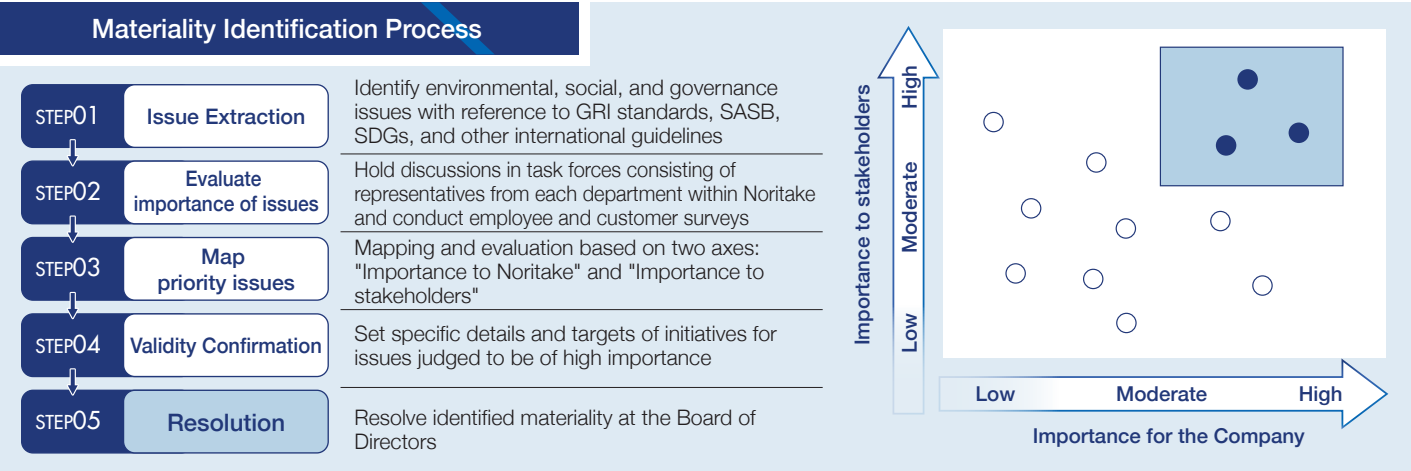 Materiality Identification Process
STEP01
Issue Extraction
Identify environmental, social, and governance
issues with reference to GRI standards, SASB,
SDGs, and other international guidelines
STEP02
Evaluate
importance of issues
Hold discussions in task forces consisting of
representatives from each department within Noritake
and conduct employee and customer surveys
STEP03
Map
priority issues
Mapping and evaluation based on two axes:
"Importance to Noritake" and "Importance to
stakeholders"
STEP04
Validity Confirmation
Set specific details and targets of initiatives for
issues judged to be of high importance
STEP05
Resolution
Resolve identified materiality at the Board of
Directors
Importance to stakeholders
High
Moderate
Low
Low Moderate High
Importance for the Company